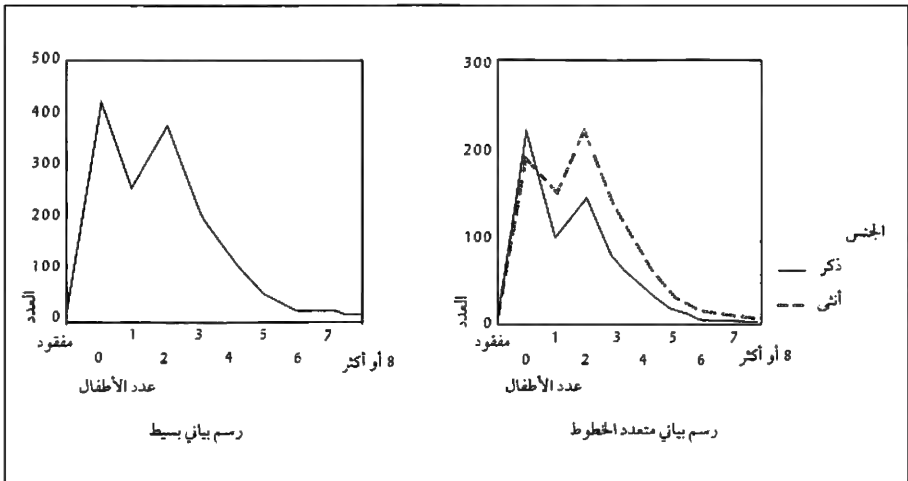 500
400
300
200
100
0
العدد
مفقود 1 3 5 7
0 2 4 6 8 أو أكثر
عدد الأطفال
رسم بياني بسيط
300
200
100
0
العدد
مفقود 1 3 5 7
0 2 4 6 8 أو أكثر
عدد الأطفال
رسم بياني متعدد الخطوط
الجنس
ذكر
أنثى